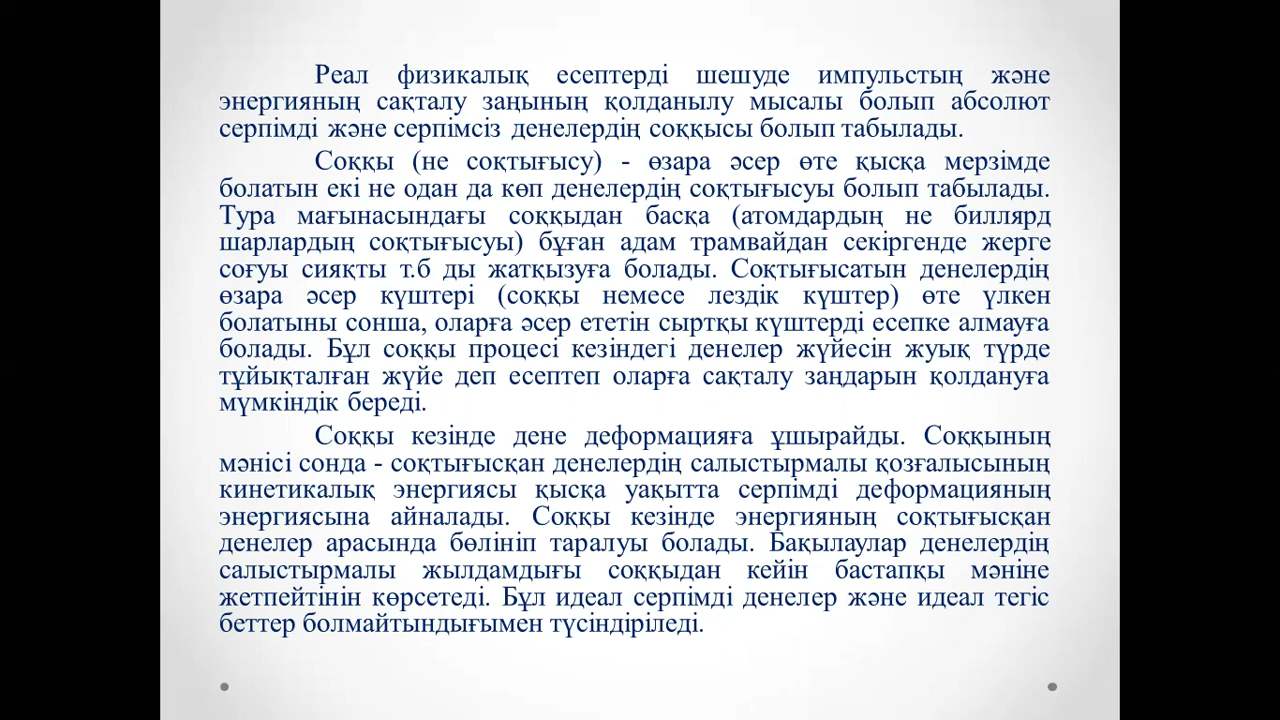 Реал физикалық есептерді шешуде импульстың және
энергияның сақталу заңының қолданылу мысалы болып абсолют
серпімді және серпімсіз денелердің соққысы болып табылады.
Соққы (не соқтығысу) - өзара әсер өте қысқа мерзімде
болатын екі не одан да көп денелердің соқтығысуы болып табылады.
Тура мағынасындағы соққыдан басқа (атомдардың не биллярд
шарлардың соқтығысуы) бұған адам трамвайдан секіргенде жерге
соғуы сияқты т.б ды жатқызуға болады. Соқтығысатын денелердің
өзара әсер күштері (соққы немесе лездік күштер) өте үлкен
болатыны сонша, оларға әсер ететін сыртқы күштерді есепке алмауға
болады. Бұл соққы процесі кезіндегі денелер жүйесін жуық түрде
тұйықталған жүйе деп есептеп оларға сақталу заңдарын қолдануға
мүмкіндік береді.
Соққы кезінде дене деформацияға ұшырайды. Соққының
мәнісі сонда - соқтығысқан денелердің салыстырмалы қозғалысының
кинетикалық энергиясы қысқа уақытта серпімді деформацияның
энергиясына айналады. Соққы кезінде энергияның соқтығысқан
денелер арасында бөлініп таралуы болады. Бақылаулар денелердің
салыстырмалы жылдамдығы соққыдан кейін бастапқы мәніне
жетпейтінін көрсетеді. Бұл идеал серпімді денелер және идеал тегіс
беттер болмайтындығымен түсіндіріледі.